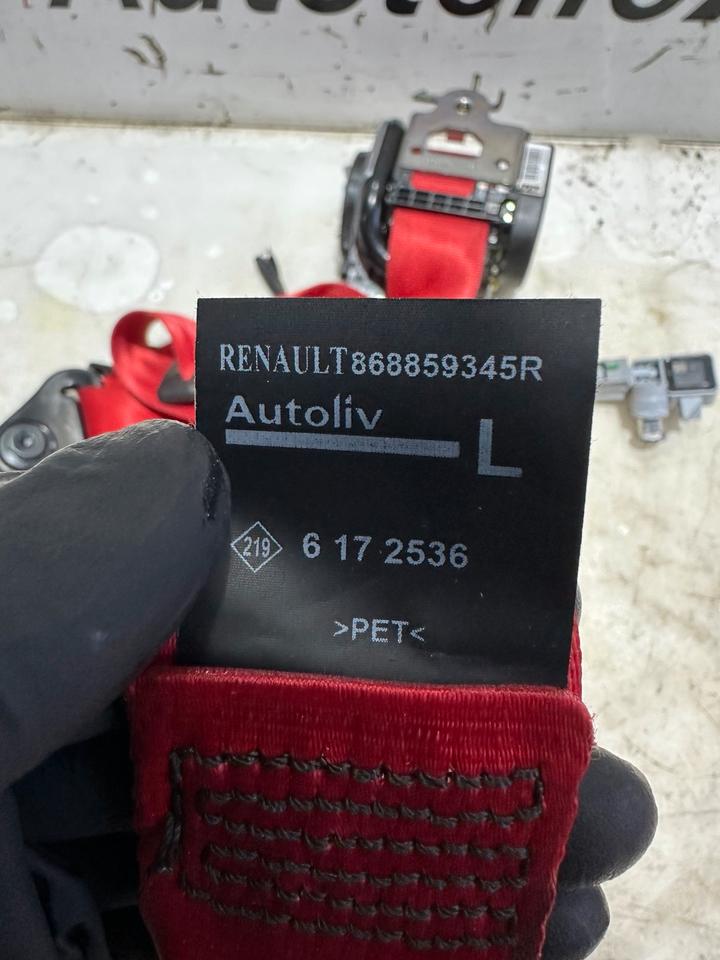 RENAULT868859345R
Autoliv
L
219 6 17 2536
>PET<